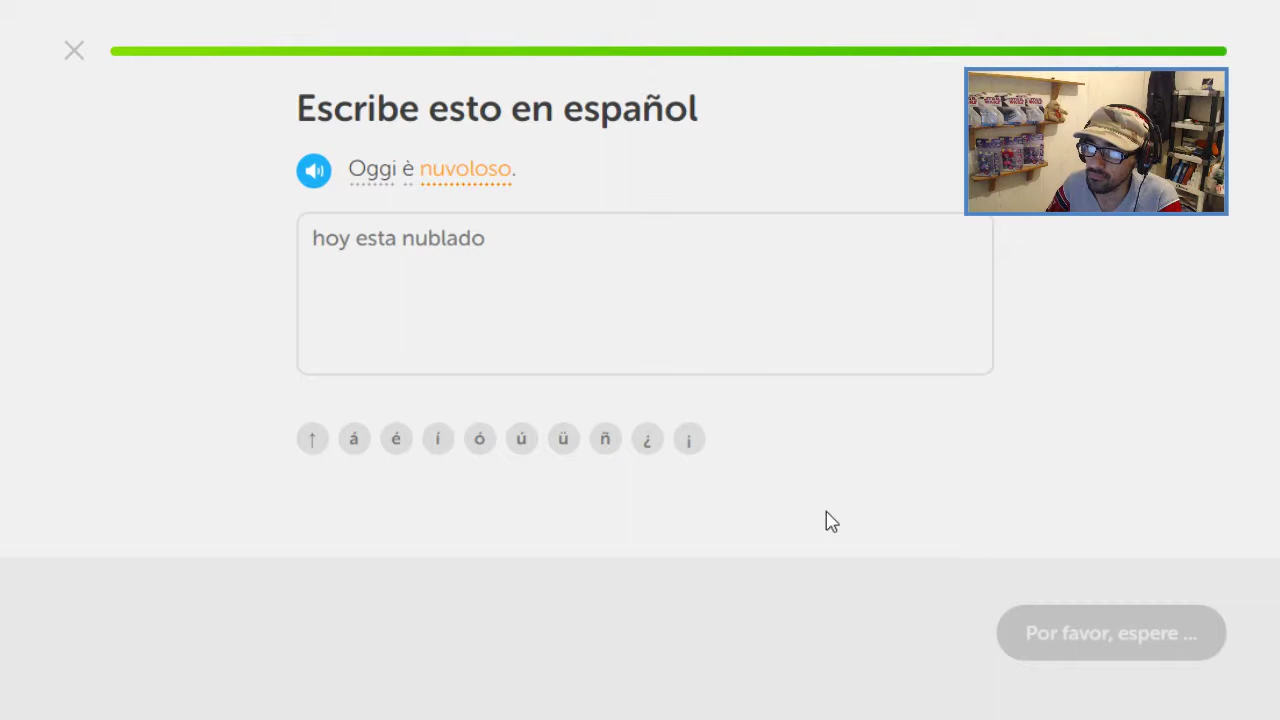 Escribe esto en español
Oggi è nuvoloso.
hoy esta nublado
↑ á é í ó ú ü ñ ¿ ¡
Por favor, espere ...